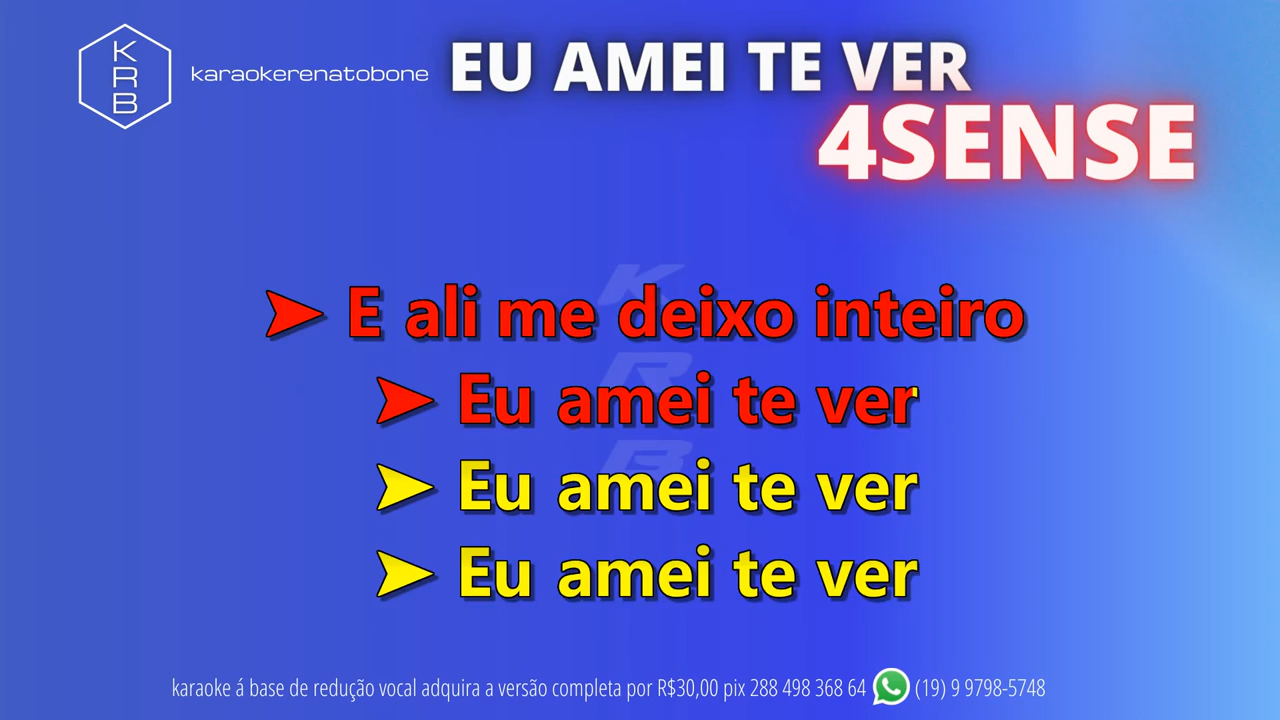 KRB
karaokerenatobone
EU AMEI TE VER
4SENSE
➤ E ali me deixo inteiro
➤ Eu amei te ver
➤ Eu amei te ver
➤ Eu amei te ver
KRB
karaoke á base de redução vocal adquira a versão completa por R$30,00 pix 288 498 368 64 (19) 9 9798-5748